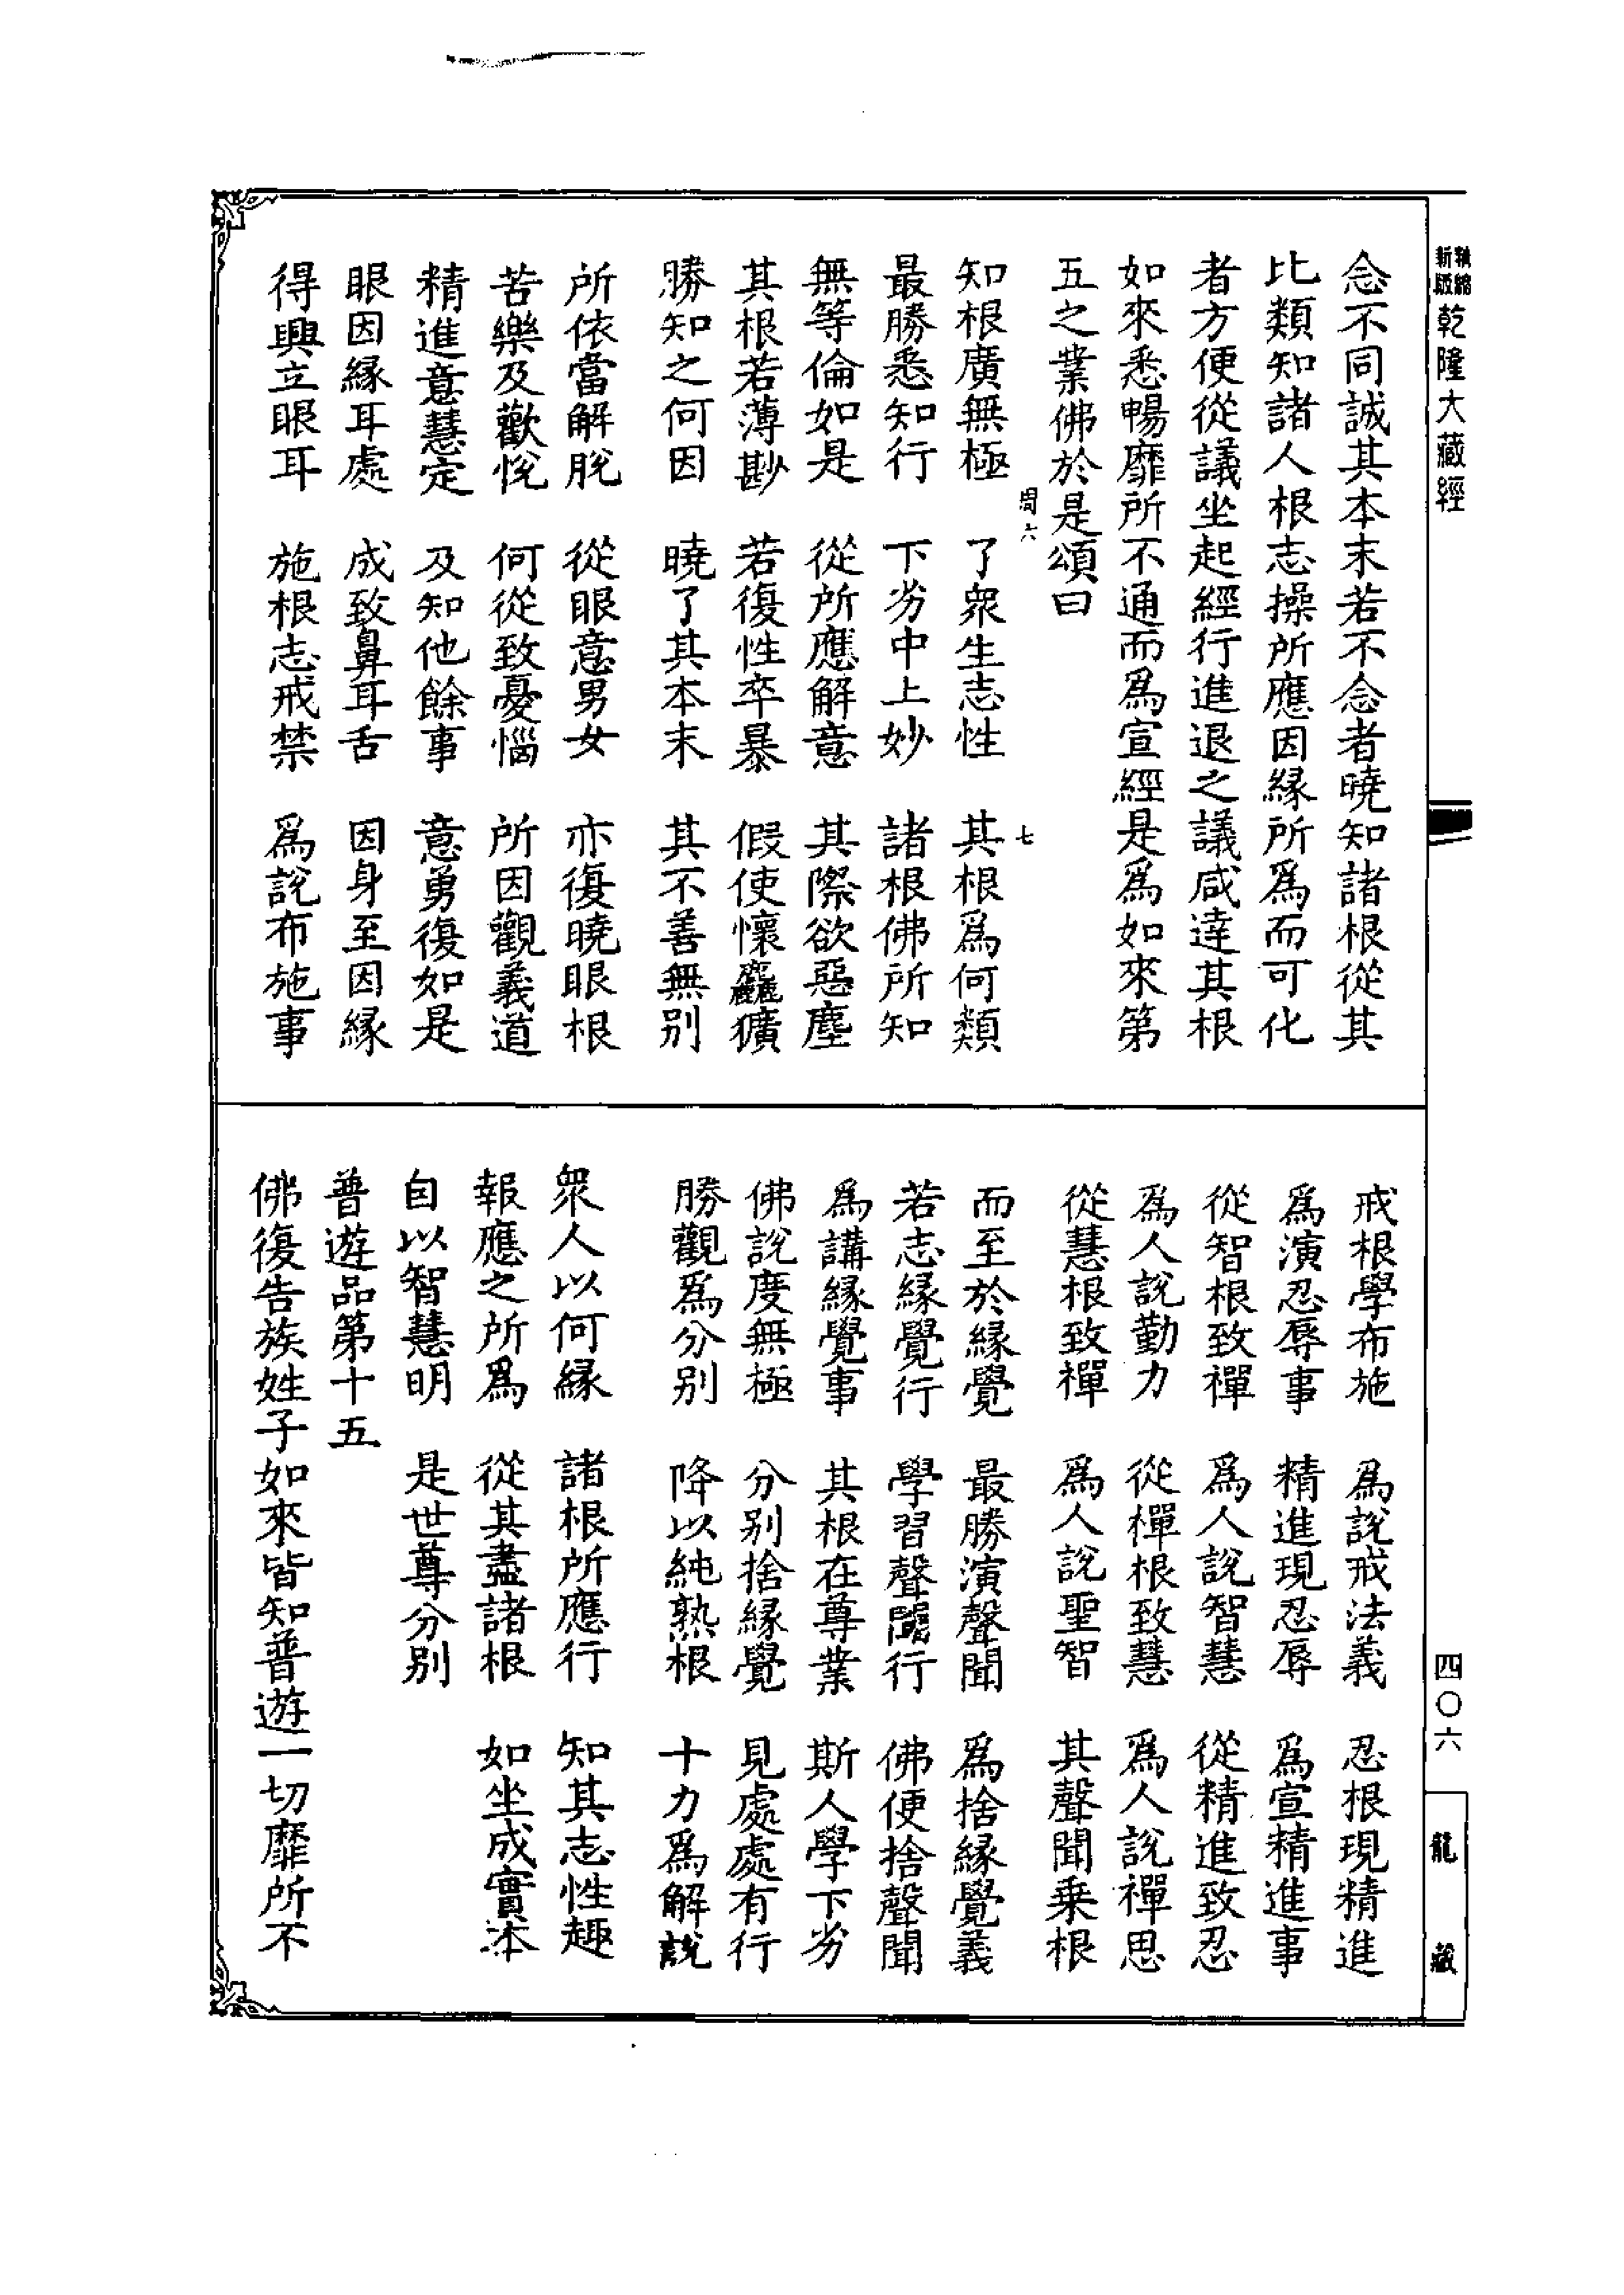 新版精縮乾隆大藏經
念不同誠其本末若不念者曉知諸根從其
比類知諸人根志操所應因緣所為而可化
者方便從議坐起經行進退之議咸達其根
如來悉暢靡所不通而為宣經是為如來第
五之業佛於是頌曰
周六 七
知根廣無極 了眾生志性 其根為何類
最勝悉知行 下劣中上妙 諸根佛所知
無等倫如是 從所應解意 其際欲惡塵
其根若薄尠 若復性卒暴 假使懷麤獷
勝知之何因 曉了其本末 其不善無別
所依當解脫 從眼意男女 亦復曉眼根
苦樂及歡悅 何從致憂惱 所因觀義道
精進意慧定 及知他餘事 意勇復如是
眼因緣耳處 成致鼻耳舌 因身至因緣
得興立眼耳 施根志戒禁 為說布施事
戒根學布施 為說戒法義 忍根現精進
為演忍辱事 精進現忍辱 為宣精進事
從智根致禪 為人說智慧 從精進致忍
為人說勤力 從禪根致慧 為人說禪思
從慧根致禪 為人說聖智 其聲聞乘根
而至於緣覺 最勝演聲聞 為捨緣覺義
若志緣覺行 學習聲聞行 佛便捨聲聞
為講緣覺事 其根在尊業 斯人學下劣
佛說度無極 分別捨緣覺 見處處有行
勝觀為分別 降以純熟根 十力為解說
眾人以何緣 諸根所應行 知其志性趣
報應之所為 從其盡諸根 如坐成實本
自以智慧明 是世尊分別
普遊品第十五
佛復告族姓子如來皆知普遊一切靡所不
四〇六
龍藏